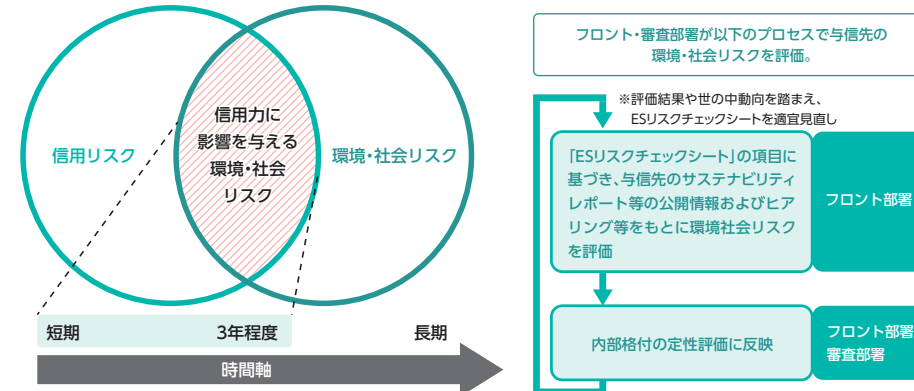 信用リスク
信用力に
影響を与える
環境・社会
リスク
環境・社会リスク
短期
3年程度
長期
時間軸
フロント・審査部署が以下のプロセスで与信先の
環境・社会リスクを評価。
※評価結果や世の中動向を踏まえ、
ESリスクチェックシートを適宜見直し
「ESリスクチェックシート」の項目に
基づき、与信先のサステナビリティ
レポート等の公開情報およびヒア
リング等をもとに環境社会リスク
を評価
フロント部署
内部格付の定性評価に反映
フロント部署
審査部署